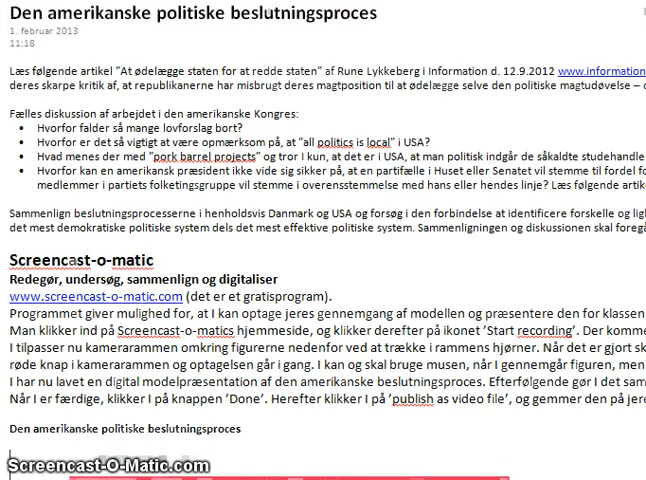 Den amerikanske politiske beslutningsproces
1. februar 2013
11:18
Læs følgende artikel "At ødelægge staten for at redde staten" af Rune Lykkeberg i Information d. 12.9.2012 www.information
deres skarpe kritik af, at republikanerne har misbrugt deres magtposition til at ødelægge selve den politiske magtudøvelse –
Fælles diskussion af arbejdet i den amerikanske Kongres:
• Hvorfor falder så mange lovforslag bort?
• Hvorfor er det så vigtigt at være opmærksom på, at "all politics is local" i USA?
• Hvad menes der med "pork barrel projects" og tror I kun, at det er i USA, at man politisk indgår de såkaldte studehandle
• Hvorfor kan en amerikansk præsident ikke vide sig sikker på, at en partifælle i Huset eller Senatet vil stemme til fordel fo
medlemmer i partiets folketingsgruppe vil stemme i overensstemmelse med hans eller hendes linje? Læs følgende artik
Sammenlign beslutningsprocesserne i henholdsvis Danmark og USA og forsøg i den forbindelse at identificere forskelle og lig
det mest demokratiske politiske system dels det mest effektive politiske system. Sammenligningen og diskussionen skal foregå
Screencast-o-matic
Redegør, undersøg, sammenlign og digitaliser
www.screencast-o-matic.com (det er et gratisprogram).
Programmet giver mulighed for, at I kan optage jeres gennemgang af modellen og præsentere den for klassen
Man klikker ind på Screencast-o-matics hjemmeside, og klikker derefter på ikonet 'Start recording'. Der komme
I tilpasser nu kamerarammen omkring figurerne nedenfor ved at trække i rammens hjørner. Når det er gjort sk
røde knap i kamerarammen og optagelsen går i gang. I kan og skal bruge musen, når I gennemgår figuren, men
I har nu lavet en digital modelpræsentation af den amerikanske beslutningsproces. Efterfølgende gør I det sam
Når I er færdige, klikker I på knappen 'Done'. Herefter klikker I på 'publish as video file', og gemmer den på jere
Den amerikanske politiske beslutningsproces
Screencast-O-Matic.com